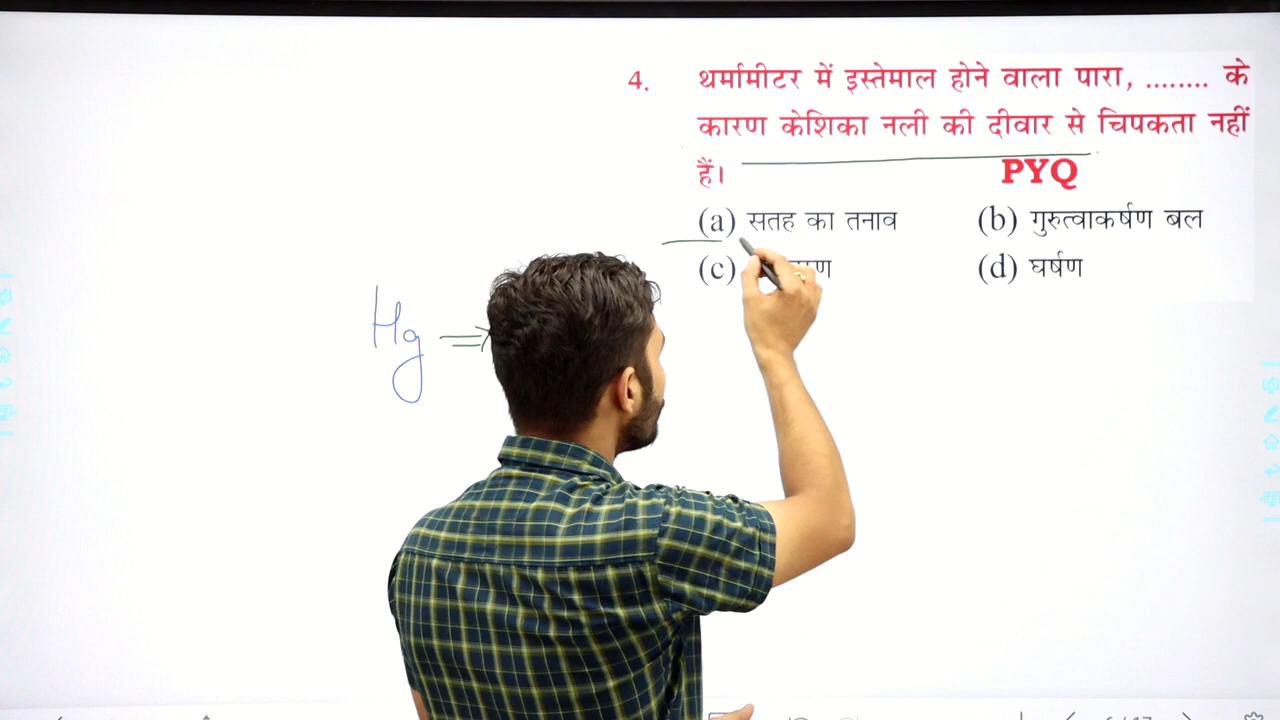 4. थर्मामीटर में इस्तेमाल होने वाला पारा, ........ के
कारण केशिका नली की दीवार से चिपकता नहीं
हैं।
PYQ
(a) सतह का तनाव (b) गुरुत्वाकर्षण बल
(c) (d) घर्षण
Hg ⇒